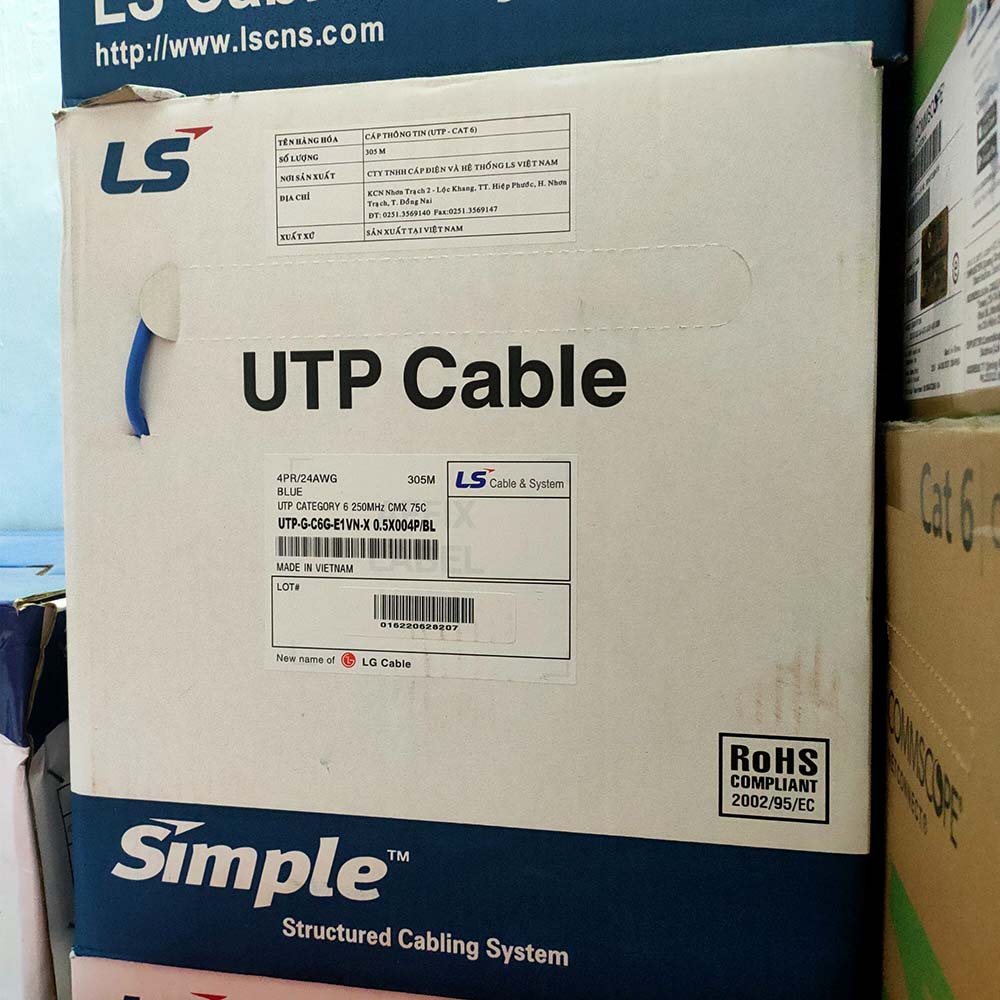 http://www.lscns.com
LS
TÊN HÀNG HÓA CÁP THÔNG TIN (UTP - CAT 6)
SỐ LƯỢNG 305 M
NƠI SẢN XUẤT CTY TNHH CÁP ĐIỆN VÀ HỆ THỐNG LS VIỆT NAM
ĐỊA CHỈ KCN Nhơn Trạch 2 - Lộc Khang, TT. Hiệp Phước, H. Nhơn
Trạch, T. Đồng Nai
ĐT: 0251.3569140 Fax:0251.3569147
XUẤT XỨ SẢN XUẤT TẠI VIỆT NAM
UTP Cable
4PR/24AWG 305M
BLUE
UTP CATEGORY 6 250MHz CMX 75C
UTP-G-C6G-E1VN-X 0.5X004P/BL
MADE IN VIETNAM
LS Cable & System
LABEL
LOT#
016220628207
New name of LG Cable
RoHS
COMPLIANT
2002/95/EC
Simple™
Structured Cabling System
COMMSCOPE
Cat 6
COMMSCOPE